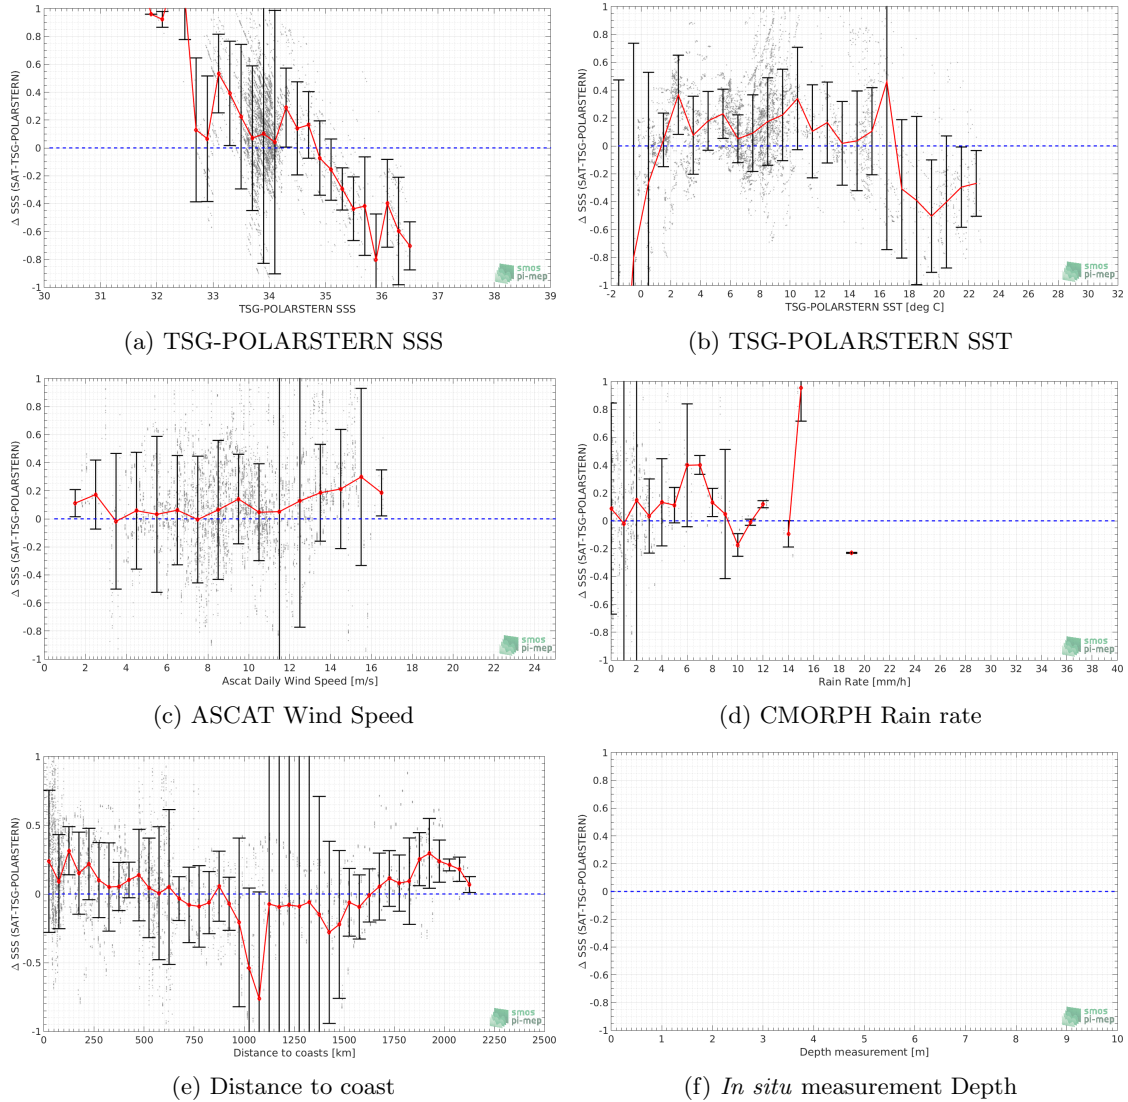 1
0.8
0.6
0.4
0.2
0
-0.2
-0.4
-0.6
-0.8
-1
Δ SSS (SAT-TSG-POLARSTERN)
30 31 32 33 34 35 36 37 38 39
TSG-POLARSTERN SSS
smos
pi-mep
(a) TSG-POLARSTERN SSS
1
0.8
0.6
0.4
0.2
0
-0.2
-0.4
-0.6
-0.8
-1
Δ SSS (SAT-TSG-POLARSTERN)
-2 0 2 4 6 8 10 12 14 16 18 20 22 24 26 28 30 32
TSG-POLARSTERN SST [deg C]
smos
pi-mep
(b) TSG-POLARSTERN SST
1
0.8
0.6
0.4
0.2
0
-0.2
-0.4
-0.6
-0.8
-1
Δ SSS (SAT-TSG-POLARSTERN)
0 2 4 6 8 10 12 14 16 18 20 22 24
Ascat Daily Wind Speed [m/s]
smos
pi-mep
(c) ASCAT Wind Speed
1
0.8
0.6
0.4
0.2
0
-0.2
-0.4
-0.6
-0.8
-1
Δ SSS (SAT-TSG-POLARSTERN)
0 2 4 6 8 10 12 14 16 18 20 22 24 26 28 30 32 34 36 38 40
Rain Rate [mm/h]
smos
pi-mep
(d) CMORPH Rain rate
1
0.5
0
-0.5
-1
Δ SSS (SAT-TSG-POLARSTERN)
0 250 500 750 1000 1250 1500 1750 2000 2250 2500
Distance to coasts [km]
smos
pi-mep
(e) Distance to coast
1
0.8
0.6
0.4
0.2
0
-0.2
-0.4
-0.6
-0.8
-1
Δ SSS (SAT-TSG-POLARSTERN)
0 1 2 3 4 5 6 7 8 9 10
Depth measurement [m]
smos
pi-mep
(f) In situ measurement Depth